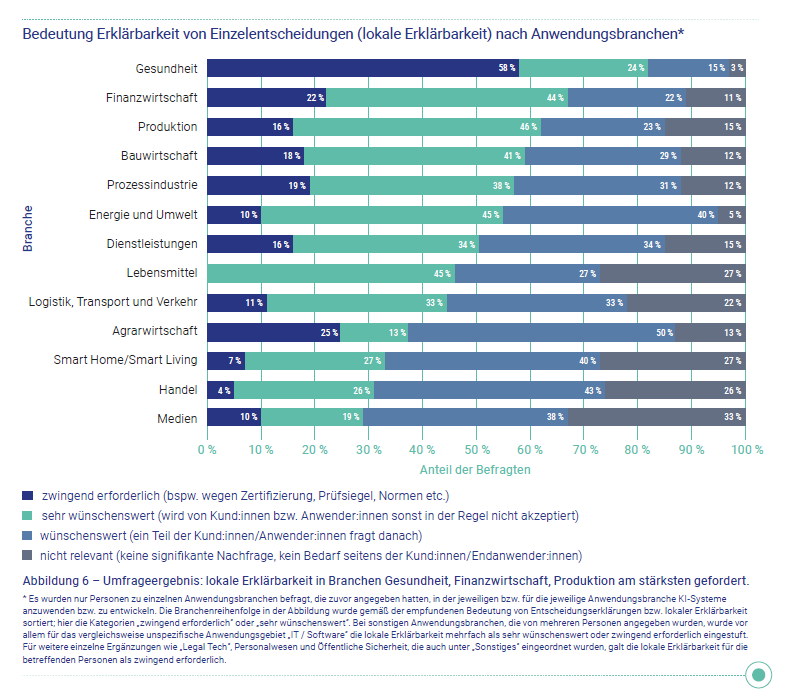 Bedeutung Erklärbarkeit von Einzelentscheidungen (lokale Erklärbarkeit) nach Anwendungsbranchen*
Branche
Gesundheit 58 % 24 % 15 % 3 %
Finanzwirtschaft 22 % 44 % 22 % 11 %
Produktion 16 % 46 % 23 % 15 %
Bauwirtschaft 18 % 41 % 29 % 12 %
Prozessindustrie 19 % 38 % 31 % 12 %
Energie und Umwelt 10 % 45 % 40 % 5 %
Dienstleistungen 16 % 34 % 34 % 15 %
Lebensmittel 45 % 27 % 27 %
Logistik, Transport und Verkehr 11 % 33 % 33 % 22 %
Agrarwirtschaft 25 % 13 % 50 % 13 %
Smart Home/Smart Living 7 % 27 % 40 % 27 %
Handel 4 % 26 % 43 % 26 %
Medien 10 % 19 % 38 % 33 %
0 % 10 % 20 % 30 % 40 % 50 % 60 % 70 % 80 % 90 % 100 %
Anteil der Befragten
zwingend erforderlich (bspw. wegen Zertifizierung, Prüfsiegel, Normen etc.)
sehr wünschenswert (wird von Kund:innen bzw. Anwender:innen sonst in der Regel nicht akzeptiert)
wünschenswert (ein Teil der Kund:innen/Anwender:innen fragt danach)
nicht relevant (keine signifikante Nachfrage, kein Bedarf seitens der Kund:innen/Endanwender:innen)
Abbildung 6 – Umfrageergebnis: lokale Erklärbarkeit in Branchen Gesundheit, Finanzwirtschaft, Produktion am stärksten gefordert.
* Es wurden nur Personen zu einzelnen Anwendungsbranchen befragt, die zuvor angegeben hatten, in der jeweiligen bzw. für die jeweilige Anwendungsbranche KI-Systeme
anzuwenden bzw. zu entwickeln. Die Branchenreihenfolge in der Abbildung wurde gemäß der empfundenen Bedeutung von Entscheidungserklärungen bzw. lokaler Erklärbarkeit
sortiert; hier die Kategorien „zwingend erforderlich“ oder „sehr wünschenswert“. Bei sonstigen Anwendungsbranchen, die von mehreren Personen angegeben wurden, wurde vor
allem für das vergleichsweise unspezifische Anwendungsgebiet „IT / Software“ die lokale Erklärbarkeit mehrfach als sehr wünschenswert oder zwingend erforderlich eingestuft.
Für weitere einzelne Ergänzungen wie „Legal Tech“, Personalwesen und Öffentliche Sicherheit, die auch unter „Sonstiges“ eingeordnet wurden, galt die lokale Erklärbarkeit für die
betreffenden Personen als zwingend erforderlich.